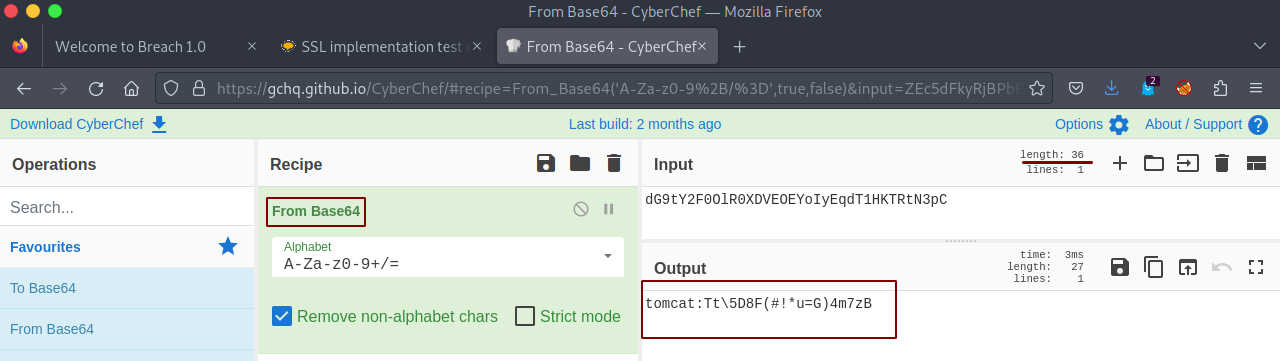 From Base64 - CyberChef — Mozilla Firefox
Welcome to Breach 1.0
SSL implementation test
From Base64 - CyberChef
https://gchq.github.io/CyberChef/#recipe=From_Base64('A-Za-z0-9%2B/%3D',true,false)&input=ZEc5dFkyRjBPbF
2
Download CyberChef
Last build: 2 months ago
Options
About / Support
Operations
Recipe
Input
length: 36
lines: 1
Search...
From Base64
dG9tY2F0OlR0XDVEOEYoIyEqdT1HKTRtN3pC
Favourites
Alphabet
A-Za-z0-9+/=
Output
time: 3ms
length: 27
lines: 1
To Base64
tomcat:Tt\5D8F(#!*u=G)4m7zB
Remove non-alphabet chars
Strict mode
From Base64